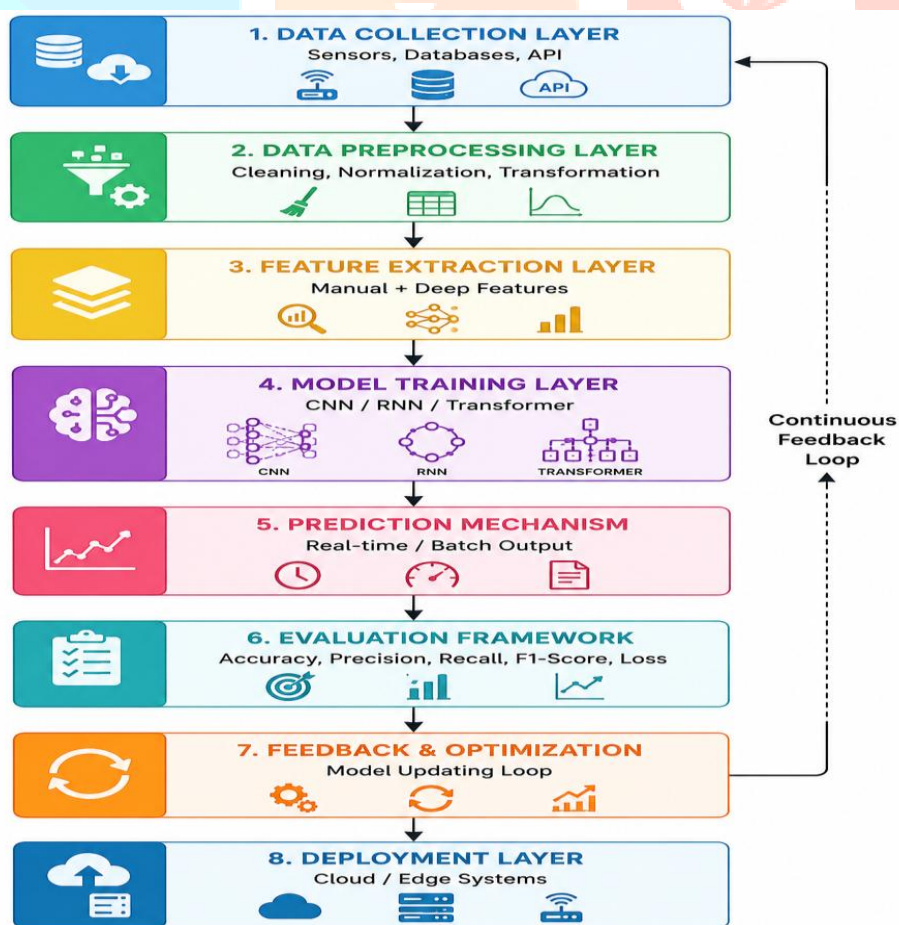 1. DATA COLLECTION LAYER
Sensors, Databases, API
API
2. DATA PREPROCESSING LAYER
Cleaning, Normalization, Transformation
3. FEATURE EXTRACTION LAYER
Manual + Deep Features
4. MODEL TRAINING LAYER
CNN / RNN / Transformer
CNN
RNN
TRANSFORMER
5. PREDICTION MECHANISM
Real-time / Batch Output
6. EVALUATION FRAMEWORK
Accuracy, Precision, Recall, F1-Score, Loss
7. FEEDBACK & OPTIMIZATION
Model Updating Loop
8. DEPLOYMENT LAYER
Cloud / Edge Systems
Continuous
Feedback
Loop